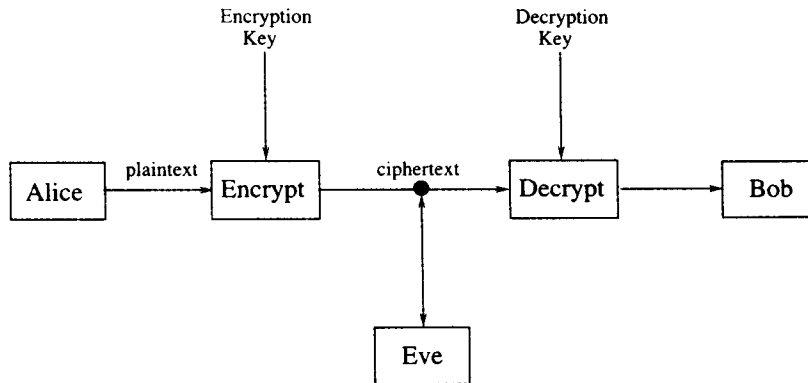 Encryption
Key
Decryption
Key
plaintext
ciphertext
Alice
Encrypt
Decrypt
Bob
Eve